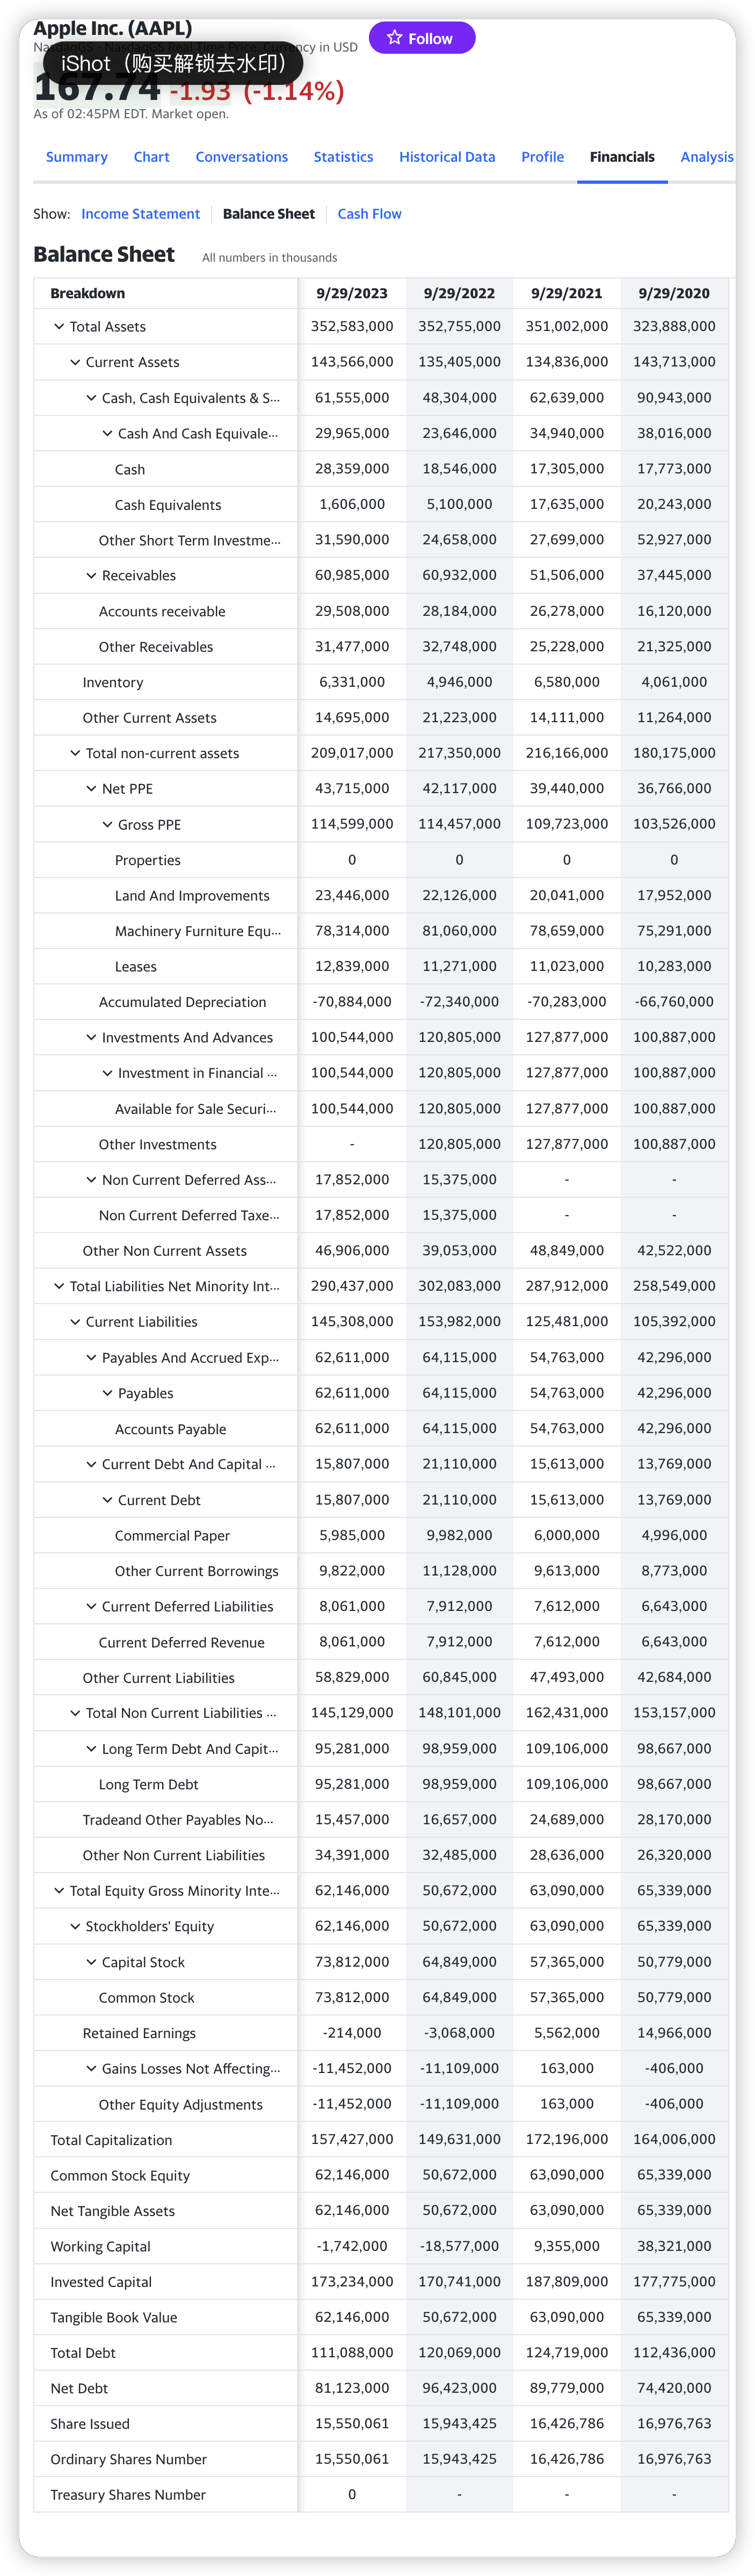 Apple Inc. (AAPL)
NasdaqGS - NasdaqGS Real Time Price. Currency in USD
Follow
iShot（购买解锁去水印）
167.74 -1.93 (-1.14%)
As of 02:45PM EDT. Market open.
Summary Chart Conversations Statistics Historical Data Profile Financials Analysis
Show: Income Statement Balance Sheet Cash Flow
Balance Sheet All numbers in thousands
Breakdown 9/29/2023 9/29/2022 9/29/2021 9/29/2020
Total Assets 352,583,000 352,755,000 351,002,000 323,888,000
Current Assets 143,566,000 135,405,000 134,836,000 143,713,000
Cash, Cash Equivalents & S... 61,555,000 48,304,000 62,639,000 90,943,000
Cash And Cash Equivale... 29,965,000 23,646,000 34,940,000 38,016,000
Cash 28,359,000 18,546,000 17,305,000 17,773,000
Cash Equivalents 1,606,000 5,100,000 17,635,000 20,243,000
Other Short Term Investme... 31,590,000 24,658,000 27,699,000 52,927,000
Receivables 60,985,000 60,932,000 51,506,000 37,445,000
Accounts receivable 29,508,000 28,184,000 26,278,000 16,120,000
Other Receivables 31,477,000 32,748,000 25,228,000 21,325,000
Inventory 6,331,000 4,946,000 6,580,000 4,061,000
Other Current Assets 14,695,000 21,223,000 14,111,000 11,264,000
Total non-current assets 209,017,000 217,350,000 216,166,000 180,175,000
Net PPE 43,715,000 42,117,000 39,440,000 36,766,000
Gross PPE 114,599,000 114,457,000 109,723,000 103,526,000
Properties 0 0 0 0
Land And Improvements 23,446,000 22,126,000 20,041,000 17,952,000
Machinery Furniture Equ... 78,314,000 81,060,000 78,659,000 75,291,000
Leases 12,839,000 11,271,000 11,023,000 10,283,000
Accumulated Depreciation -70,884,000 -72,340,000 -70,283,000 -66,760,000
Investments And Advances 100,544,000 120,805,000 127,877,000 100,887,000
Investment in Financial ... 100,544,000 120,805,000 127,877,000 100,887,000
Available for Sale Securi... 100,544,000 120,805,000 127,877,000 100,887,000
Other Investments - 120,805,000 127,877,000 100,887,000
Non Current Deferred Ass... 17,852,000 15,375,000 - -
Non Current Deferred Taxe... 17,852,000 15,375,000 - -
Other Non Current Assets 46,906,000 39,053,000 48,849,000 42,522,000
Total Liabilities Net Minority Int... 290,437,000 302,083,000 287,912,000 258,549,000
Current Liabilities 145,308,000 153,982,000 125,481,000 105,392,000
Payables And Accrued Exp... 62,611,000 64,115,000 54,763,000 42,296,000
Payables 62,611,000 64,115,000 54,763,000 42,296,000
Accounts Payable 62,611,000 64,115,000 54,763,000 42,296,000
Current Debt And Capital ... 15,807,000 21,110,000 15,613,000 13,769,000
Current Debt 15,807,000 21,110,000 15,613,000 13,769,000
Commercial Paper 5,985,000 9,982,000 6,000,000 4,996,000
Other Current Borrowings 9,822,000 11,128,000 9,613,000 8,773,000
Current Deferred Liabilities 8,061,000 7,912,000 7,612,000 6,643,000
Current Deferred Revenue 8,061,000 7,912,000 7,612,000 6,643,000
Other Current Liabilities 58,829,000 60,845,000 47,493,000 42,684,000
Total Non Current Liabilities ... 145,129,000 148,101,000 162,431,000 153,157,000
Long Term Debt And Capit... 95,281,000 98,959,000 109,106,000 98,667,000
Long Term Debt 95,281,000 98,959,000 109,106,000 98,667,000
Tradeand Other Payables No... 15,457,000 16,657,000 24,689,000 28,170,000
Other Non Current Liabilities 34,391,000 32,485,000 28,636,000 26,320,000
Total Equity Gross Minority Inte... 62,146,000 50,672,000 63,090,000 65,339,000
Stockholders' Equity 62,146,000 50,672,000 63,090,000 65,339,000
Capital Stock 73,812,000 64,849,000 57,365,000 50,779,000
Common Stock 73,812,000 64,849,000 57,365,000 50,779,000
Retained Earnings -214,000 -3,068,000 5,562,000 14,966,000
Gains Losses Not Affecting... -11,452,000 -11,109,000 163,000 -406,000
Other Equity Adjustments -11,452,000 -11,109,000 163,000 -406,000
Total Capitalization 157,427,000 149,631,000 172,196,000 164,006,000
Common Stock Equity 62,146,000 50,672,000 63,090,000 65,339,000
Net Tangible Assets 62,146,000 50,672,000 63,090,000 65,339,000
Working Capital -1,742,000 -18,577,000 9,355,000 38,321,000
Invested Capital 173,234,000 170,741,000 187,809,000 177,775,000
Tangible Book Value 62,146,000 50,672,000 63,090,000 65,339,000
Total Debt 111,088,000 120,069,000 124,719,000 112,436,000
Net Debt 81,123,000 96,423,000 89,779,000 74,420,000
Share Issued 15,550,061 15,943,425 16,426,786 16,976,763
Ordinary Shares Number 15,550,061 15,943,425 16,426,786 16,976,763
Treasury Shares Number 0 - - -